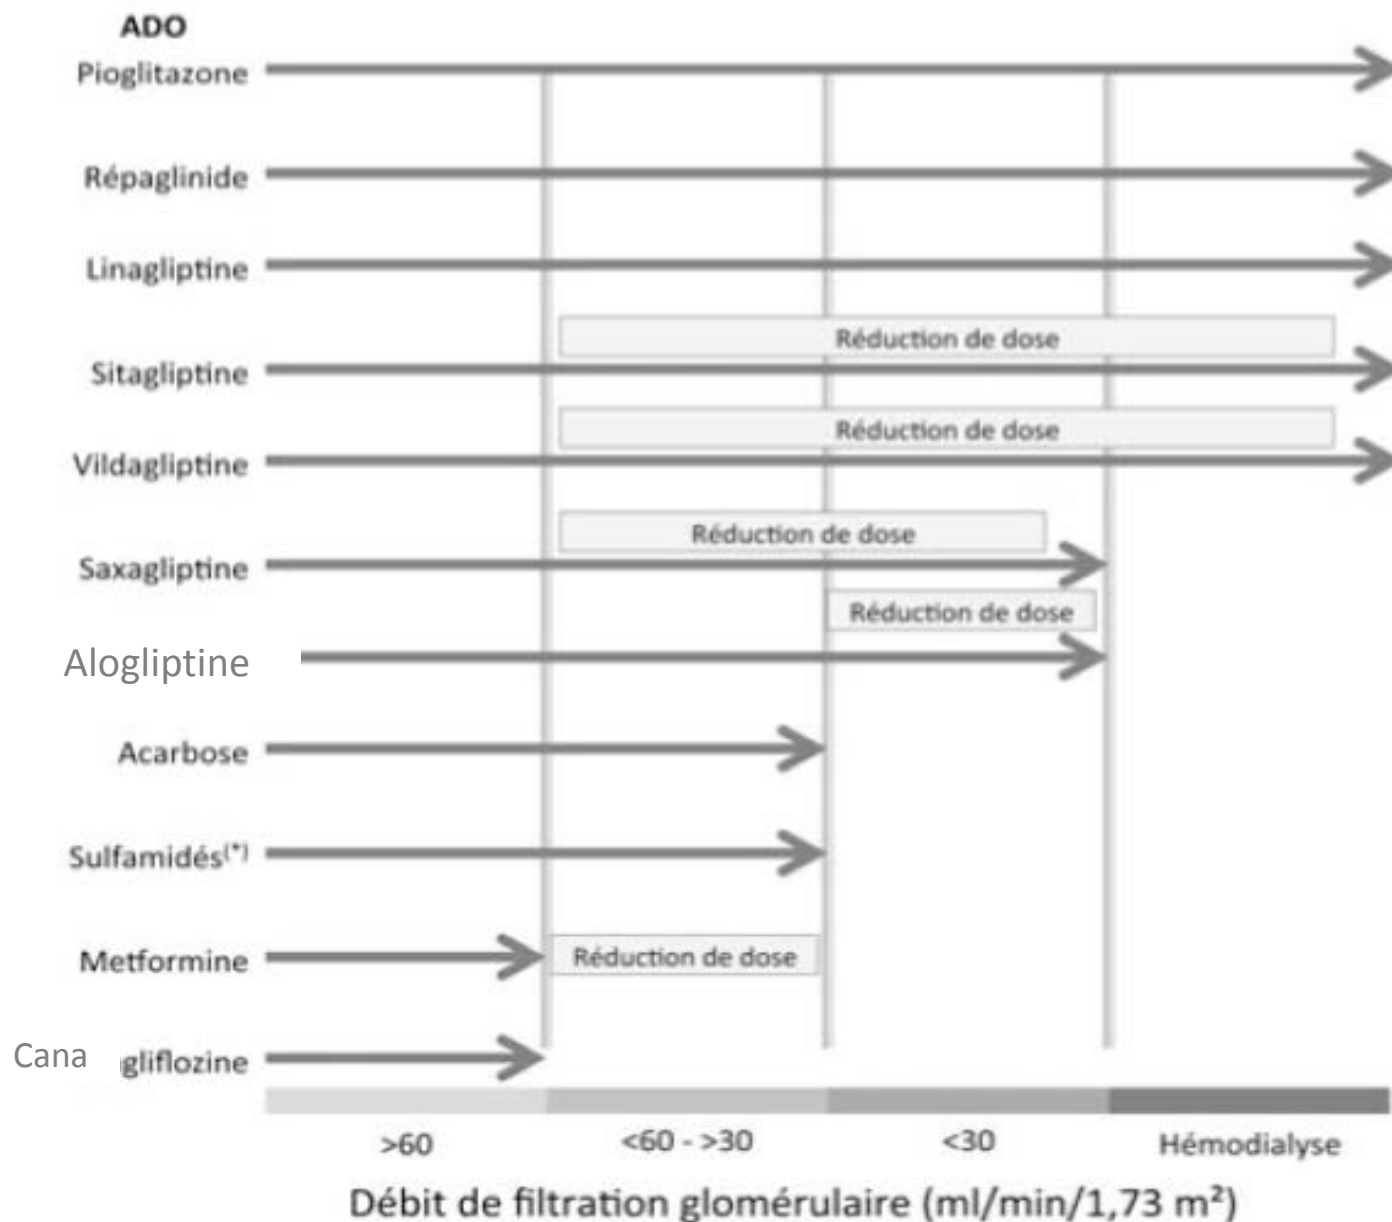 ADO
Pioglitazone
Répaglinide
Linagliptine
Réduction de dose
Sitagliptine
Réduction de dose
Vildagliptine
Réduction de dose
Saxagliptine
Réduction de dose
Alogliptine
Acarbose
Sulfamidés(*)
Metformine Réduction de dose
Cana gliflozine
>60 <60 - >30 <30 Hémodialyse
Débit de filtration glomérulaire (ml/min/1,73 m²)